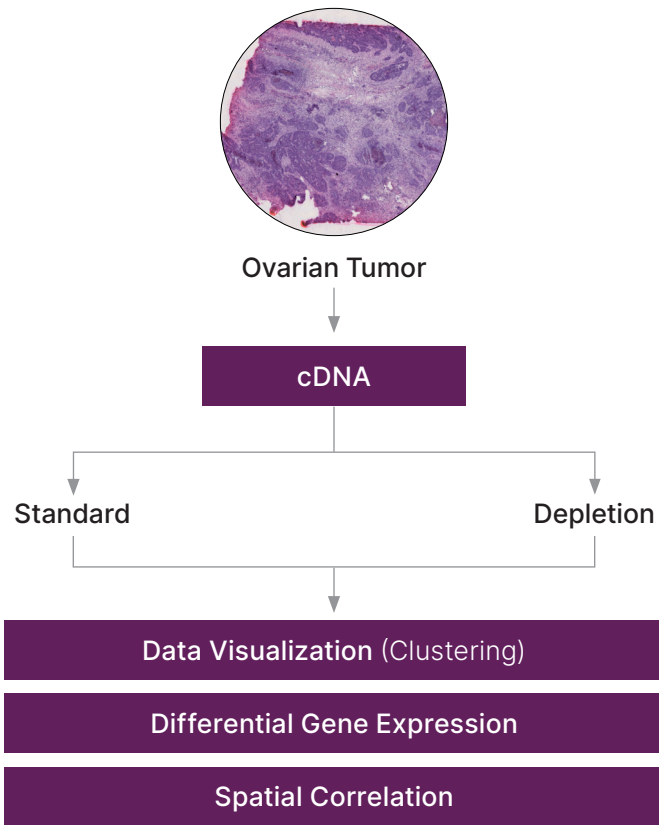 Ovarian Tumor
cDNA
Standard
Depletion
Data Visualization (Clustering)
Differential Gene Expression
Spatial Correlation